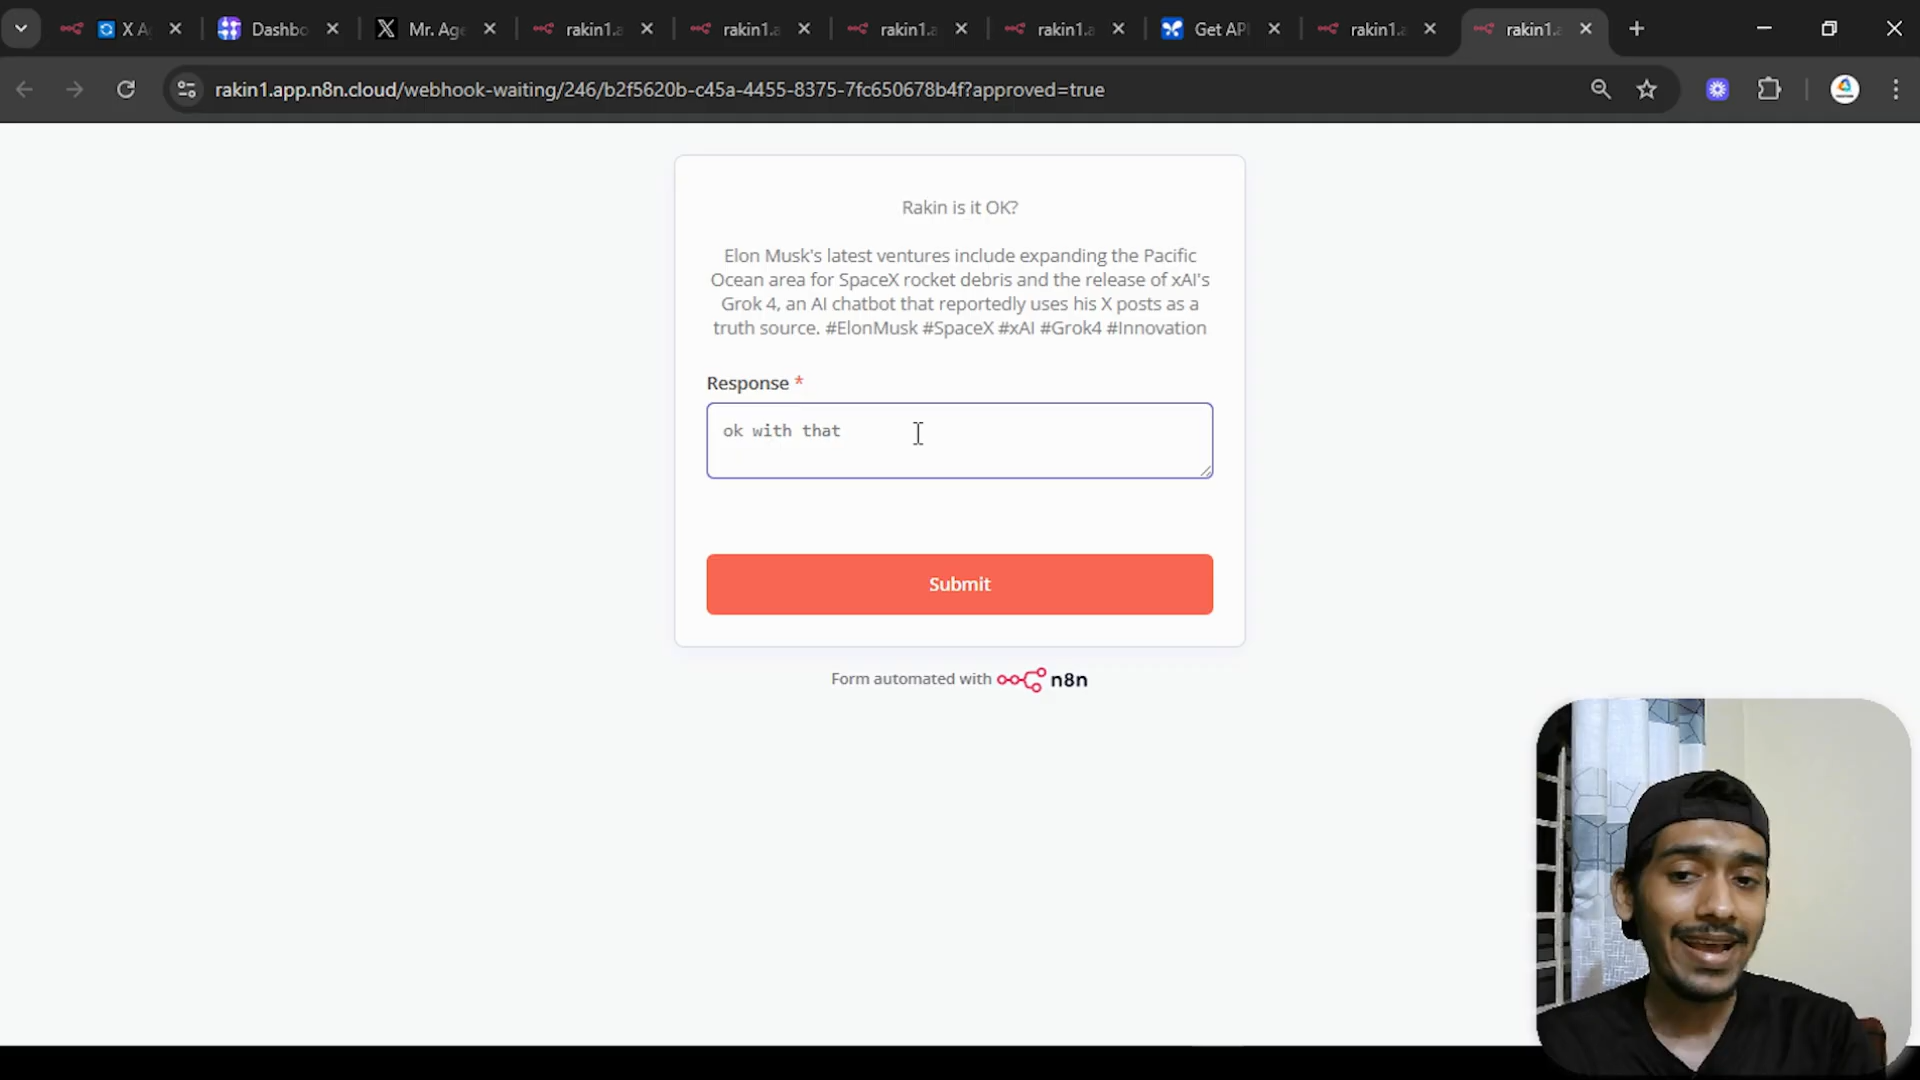 X A
Dashbo
Mr. Age
rakin1.a
rakin1.a
rakin1.a
rakin1.a
Get API
rakin1.a
rakin1.a
rakin1.app.n8n.cloud/webhook-waiting/246/b2f5620b-c45a-4455-8375-7fc650678b4f?approved=true
Rakin is it OK?
Elon Musk's latest ventures include expanding the Pacific
Ocean area for SpaceX rocket debris and the release of xAI's
Grok 4, an AI chatbot that reportedly uses his X posts as a
truth source. #ElonMusk #SpaceX #xAI #Grok4 #Innovation
Response *
ok with that
Submit
Form automated with n8n